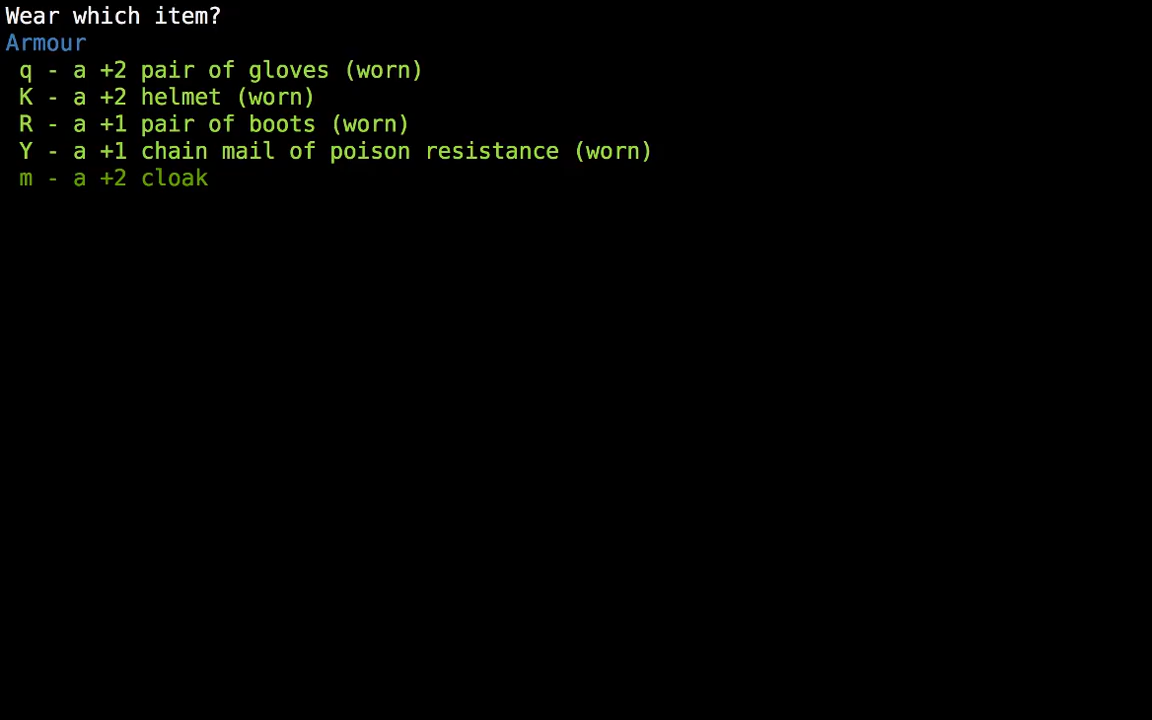 Wear which item?
Armour
q - a +2 pair of gloves (worn)
K - a +2 helmet (worn)
R - a +1 pair of boots (worn)
Y - a +1 chain mail of poison resistance (worn)
m - a +2 cloak